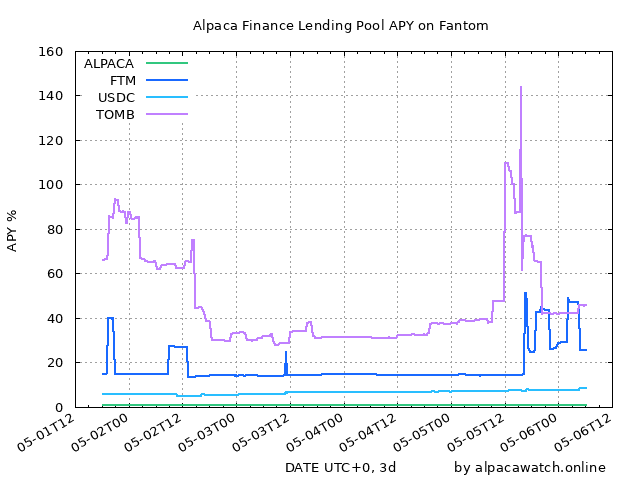 Alpaca Finance Lending Pool APY on Fantom
APY %
160
140
120
100
80
60
40
20
0
ALPACA
FTM
USDC
TOMB
05-01T12
05-02T00
05-02T12
05-03T00
05-03T12
05-04T00
05-04T12
05-05T00
05-05T12
05-06T00
05-06T12
DATE UTC+0, 3d
by alpacawatch.online